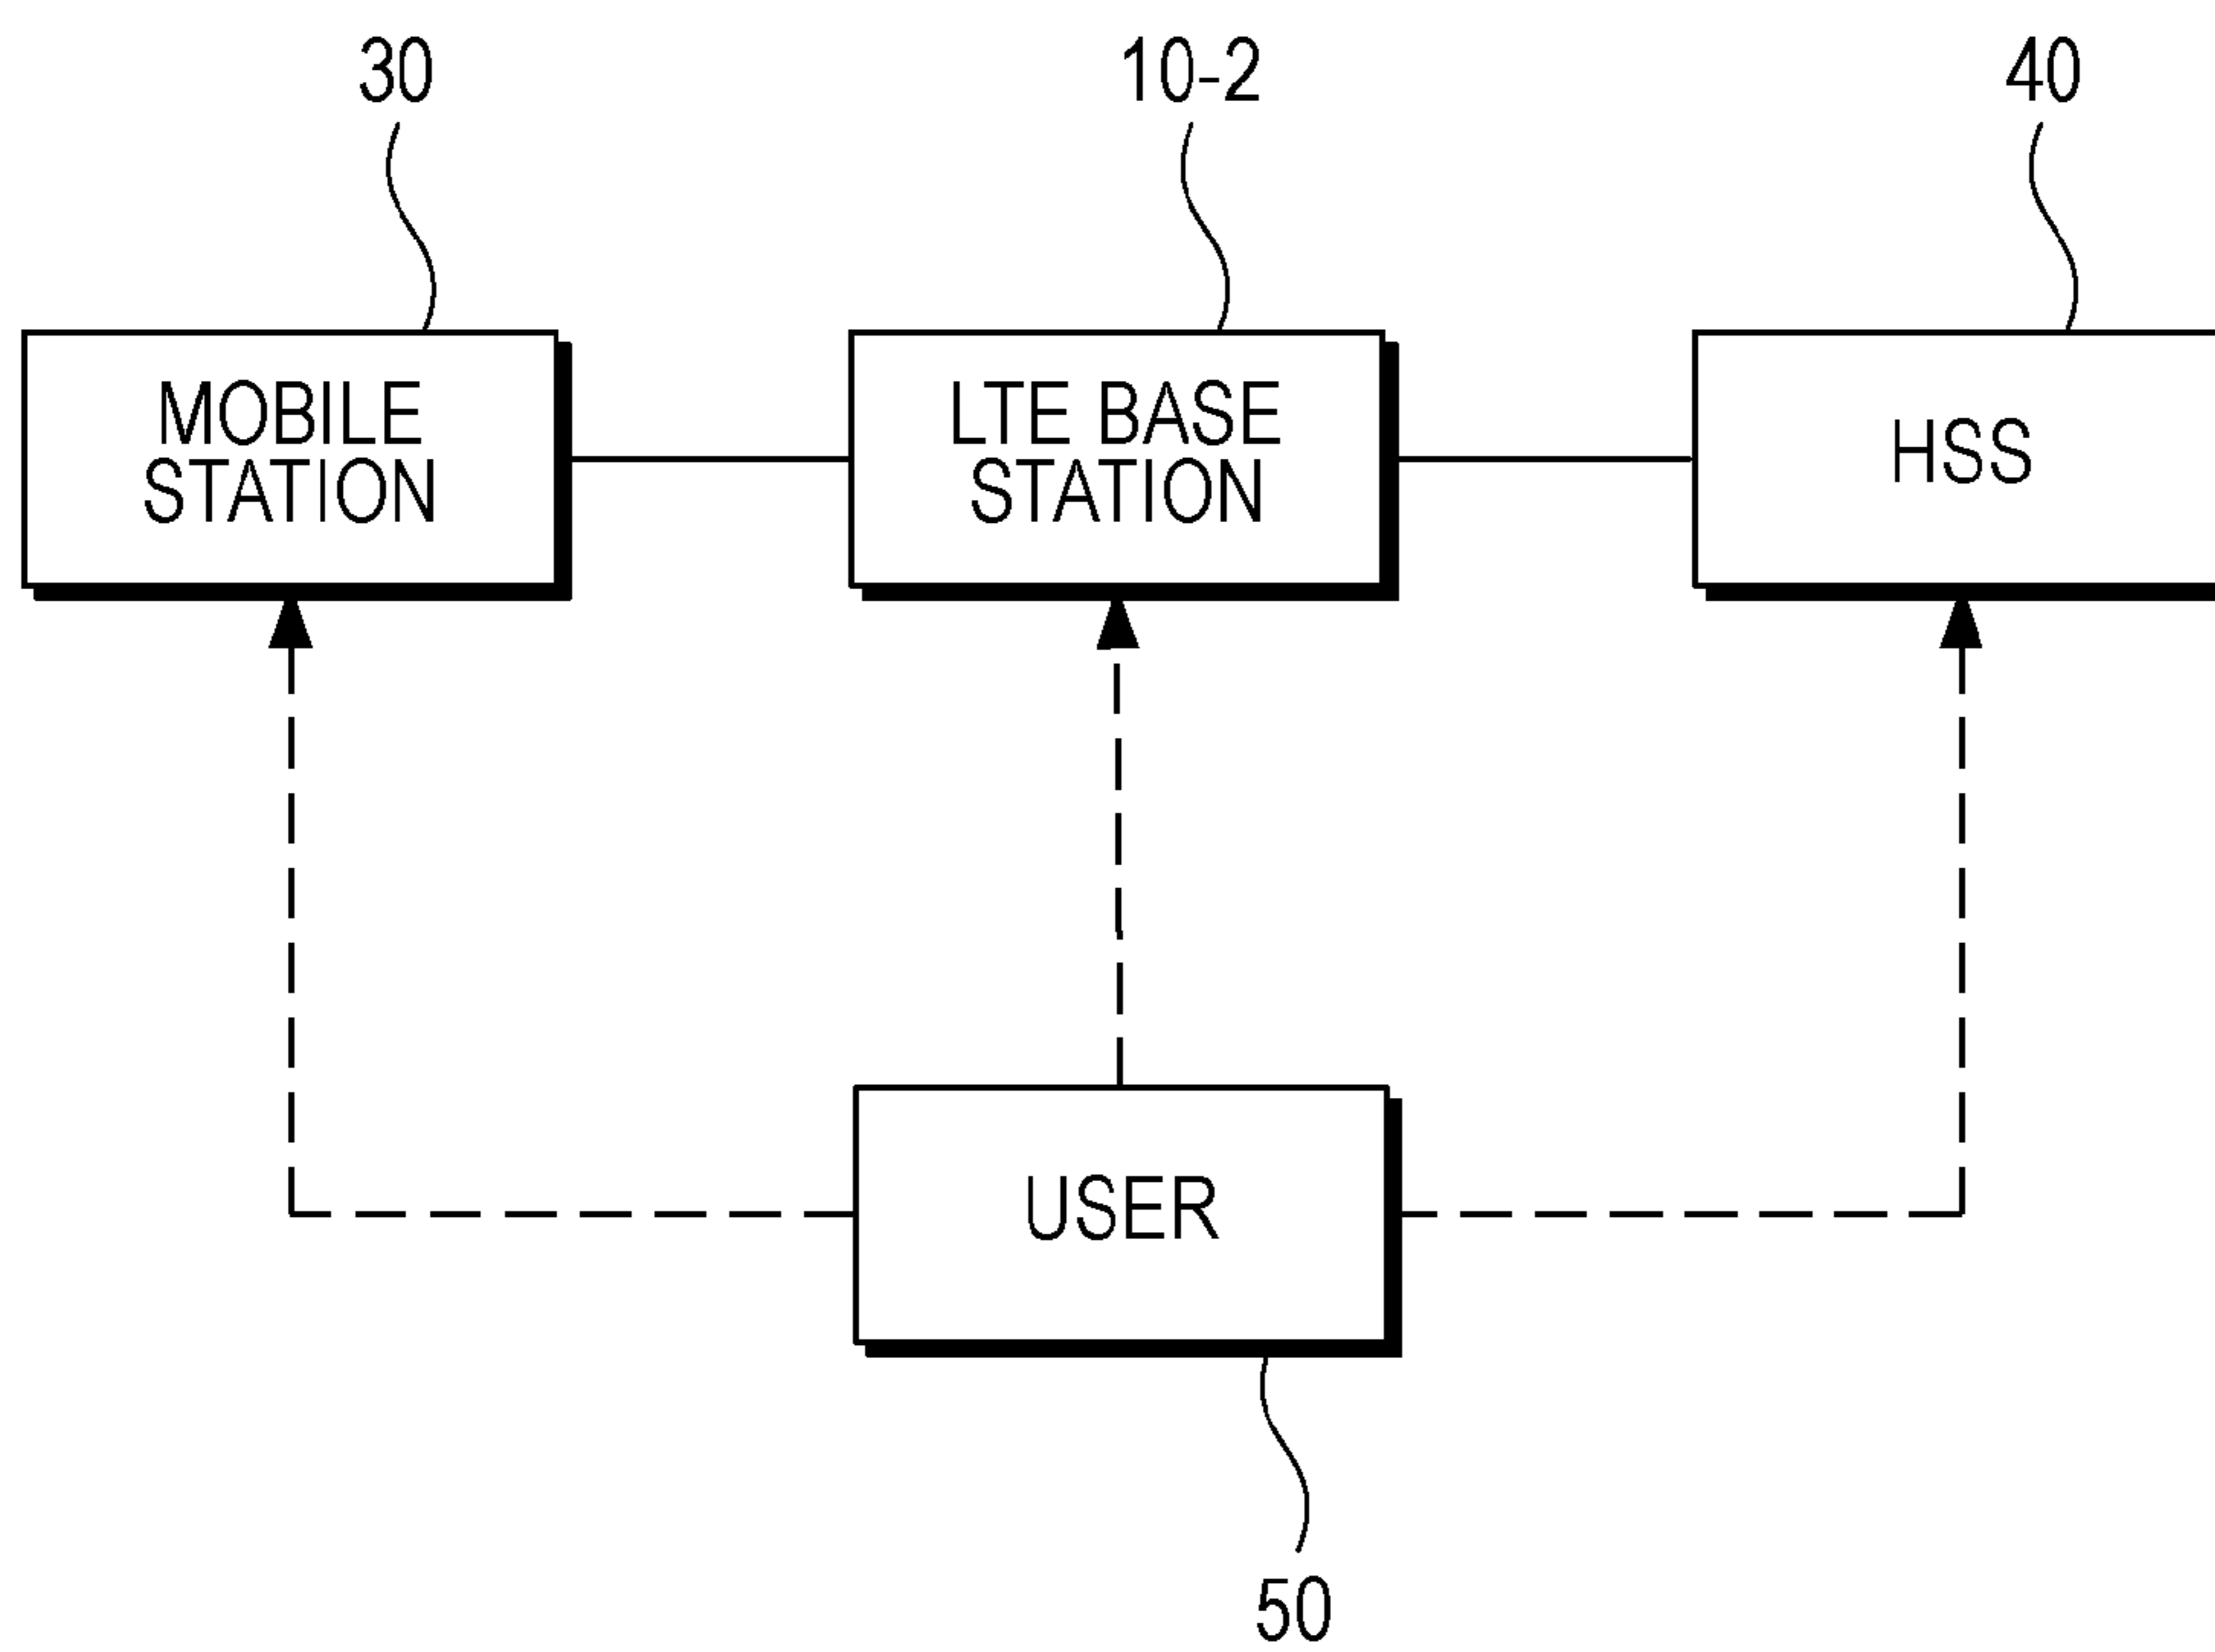 30
10-2
40
MOBILE
STATION
LTE BASE
STATION
HSS
USER
50